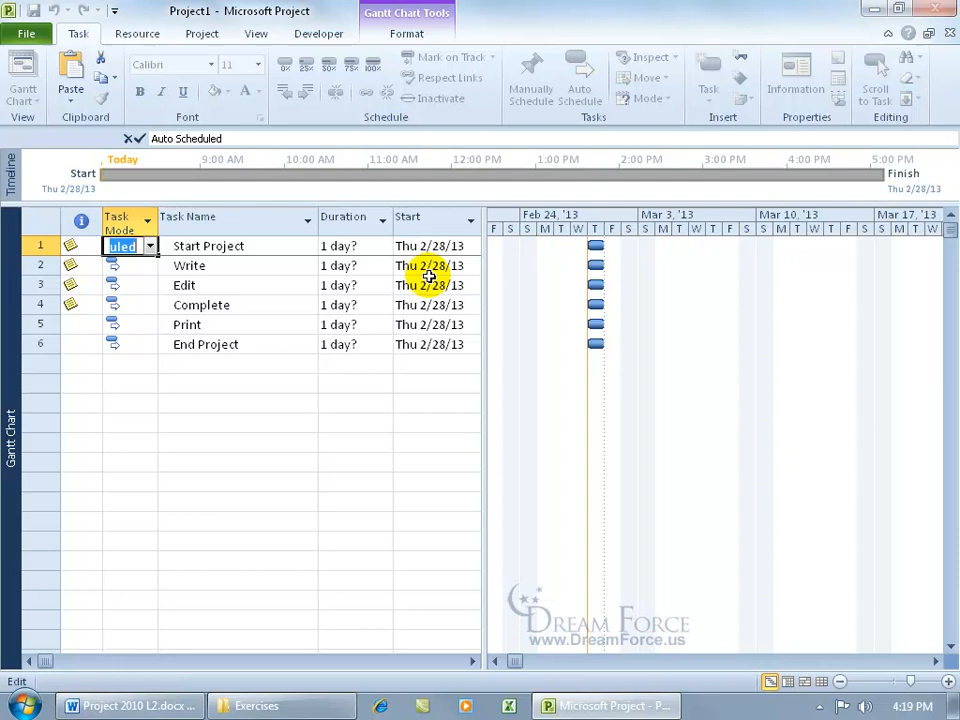 Project1 - Microsoft Project
Gantt Chart Tools
File Task Resource Project View Developer Format
Calibri 11
Mark on Track
Respect Links
Inactivate
Gantt Chart
Paste
B I U
0% 25% 50% 75% 100%
Manually Schedule
Auto Schedule
Inspect
Move
Mode
Task
Information
Scroll to Task
View Clipboard Font Schedule Tasks Insert Properties Editing
Auto Scheduled
Timeline
Today 9:00 AM 10:00 AM 11:00 AM 12:00 PM 1:00 PM 2:00 PM 3:00 PM 4:00 PM 5:00 PM
Start Finish
Thu 2/28/13 Thu 2/28/13
Task Mode Task Name Duration Start
Feb 24, '13 Mar 3, '13 Mar 10, '13 Mar 17, '13
F S S M T W T F S S M T W T F S S M T W T F S S M T W
1 uled Start Project 1 day? Thu 2/28/13
2 Write 1 day? Thu 2/28/13
3 Edit 1 day? Thu 2/28/13
4 Complete 1 day? Thu 2/28/13
5 Print 1 day? Thu 2/28/13
6 End Project 1 day? Thu 2/28/13
Gantt Chart
DREAM FORCE
www.DreamForce.us
Edit
Project 2010 L2.docx ...
Exercises
Microsoft Project - P...
4:19 PM